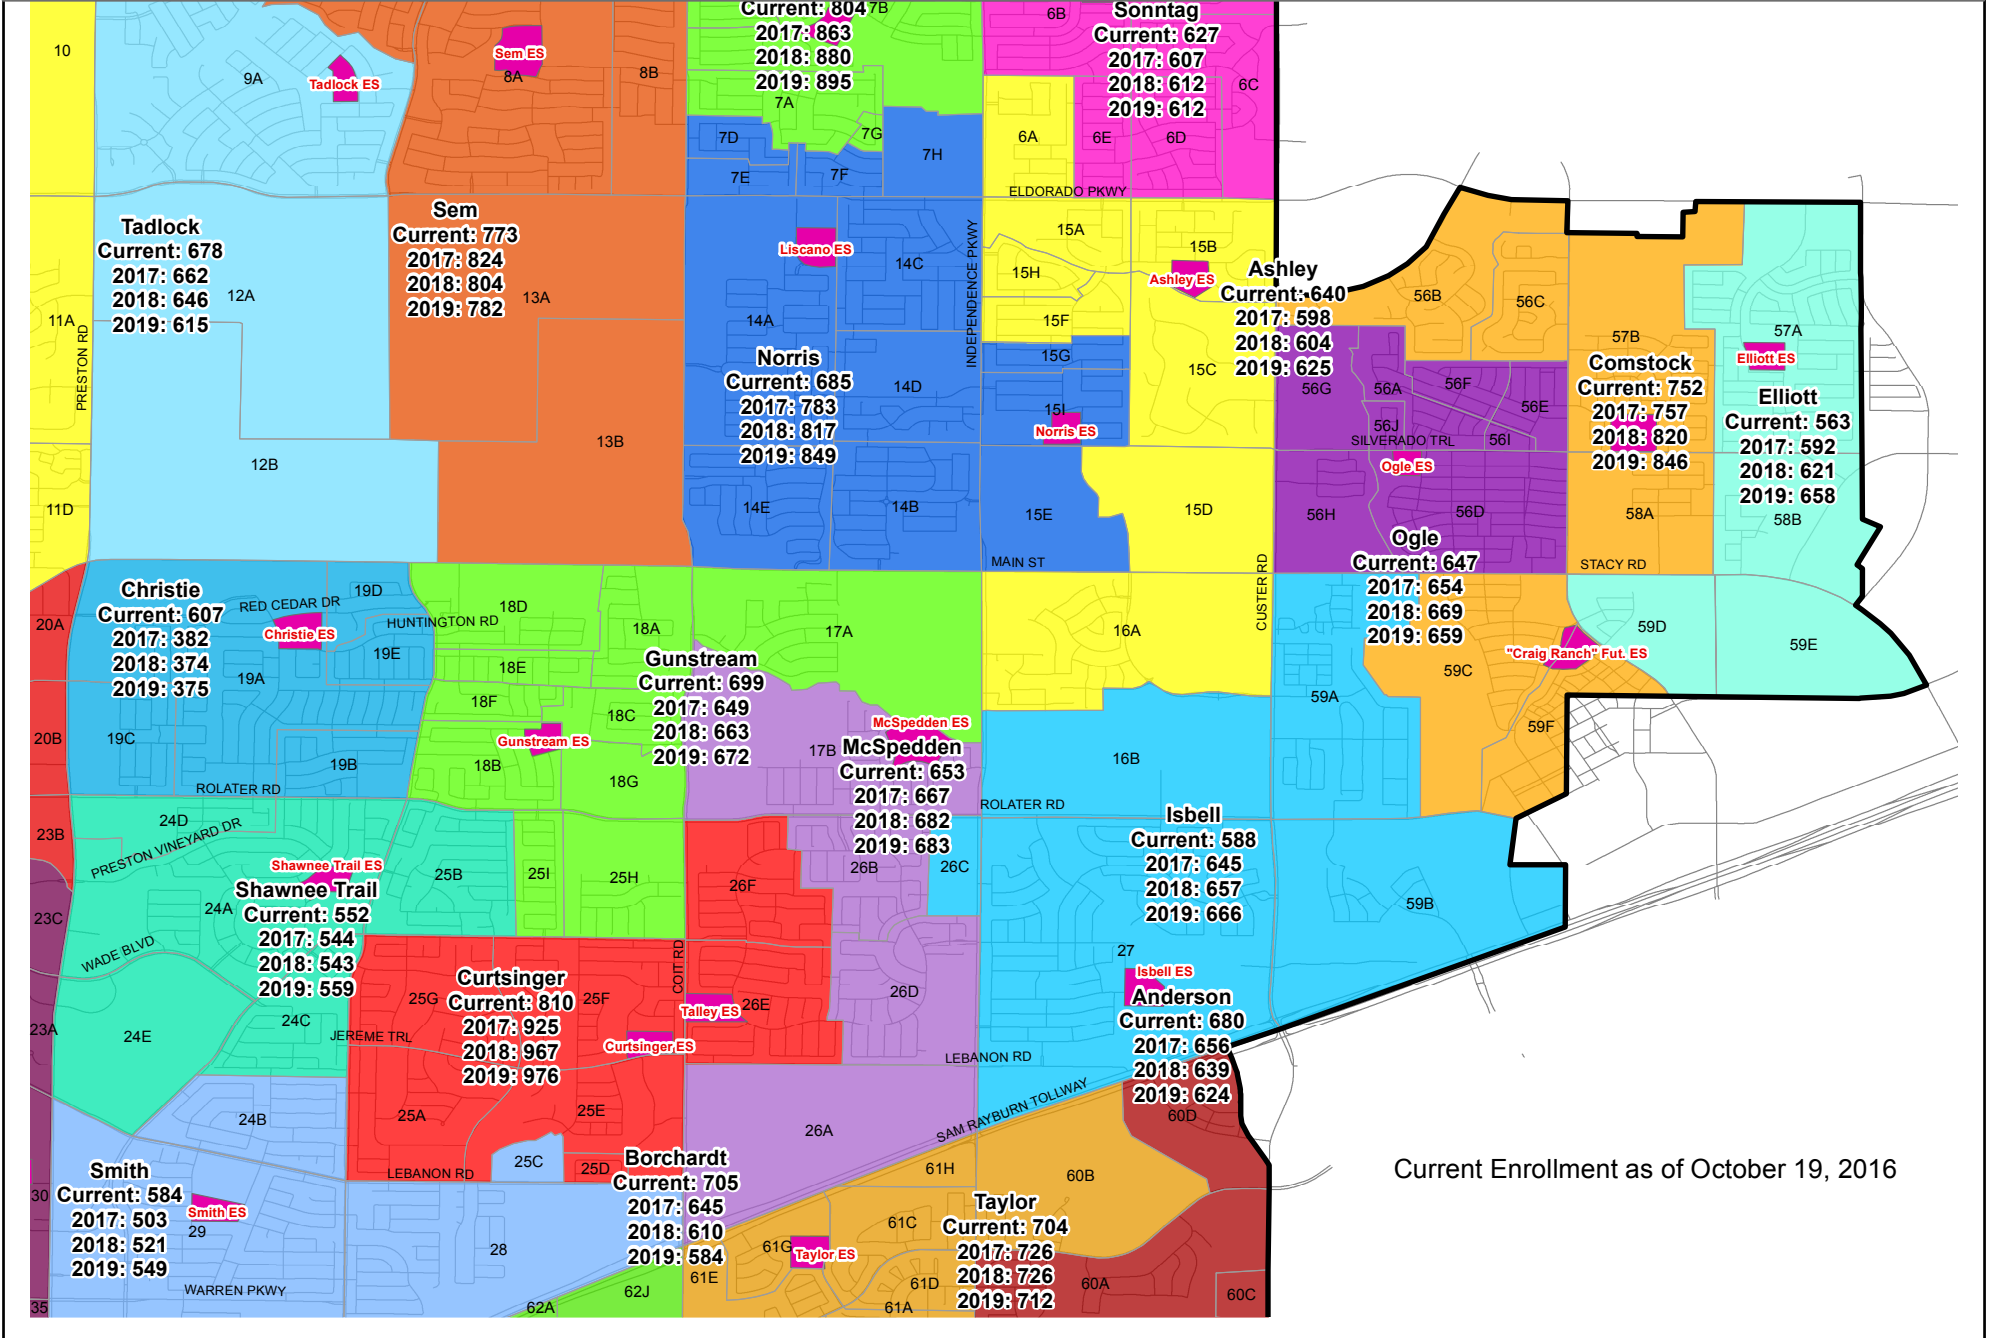 Current: 804
2017: 863
2018: 880
2019: 895
7B
6B
Sonntag
Current: 627
2017: 607
2018: 612
2019: 612
6C
10
9A
Tadlock ES
Sem ES
8A
8B
7A
7G
7D
7E
7F
7H
6A
6E
6D
ELDORADO PKWY
Tadlock
Current: 678
2017: 662
2018: 646
2019: 615
12A
Sem
Current: 773
2017: 824
2018: 804
2019: 782
13A
Liscano ES
14C
INDEPENDENCE PKWY
15A
15B
15H
Ashley ES
15F
Ashley
Current: 640
2017: 598
2018: 604
2019: 625
56B
56C
57B
57A
Elliott ES
11A
PRESTON RD
14A
Norris
Current: 685
2017: 783
2018: 817
2019: 849
14D
15G
15C
15I
Norris ES
56G
56A
56F
56E
56J
56I
SILVERADO TRL
Ogle ES
Comstock
Current: 752
2017: 757
2018: 820
2019: 846
Elliott
Current: 563
2017: 592
2018: 621
2019: 658
12B
13B
11D
14E
14B
15E
15D
56H
56D
58A
58B
MAIN ST
CUSTER RD
Ogle
Current: 647
2017: 654
2018: 669
2019: 659
STACY RD
Christie
Current: 607
2017: 382
2018: 374
2019: 375
RED CEDAR DR
19D
Christie ES
HUNTINGTON RD
19E
19A
20A
18D
18A
17A
16A
18E
18F
18C
Gunstream
Current: 699
2017: 649
2018: 663
2019: 672
59D
59E
"Craig Ranch" Fut. ES
59C
59A
59F
20B
19C
19B
Gunstream ES
18B
18G
McSpedden ES
17B
McSpedden
Current: 653
2017: 667
2018: 682
2019: 683
16B
ROLATER RD
ROLATER RD
23B
24D
PRESTON VINEYARD DR
Shawnee Trail ES
Shawnee Trail
Current: 552
2017: 544
2018: 543
2019: 559
24A
25B
25I
25H
26F
26B
26C
Isbell
Current: 588
2017: 645
2018: 657
2019: 666
59B
23C
WADE BLVD
Curtsinger
Current: 810
2017: 925
2018: 967
2019: 976
25G
25F
COIT RD
Talley ES
26E
26D
27
Isbell ES
Anderson
Current: 680
2017: 656
2018: 639
2019: 624
23A
24E
24C
JEREME TRL
Curtsinger ES
LEBANON RD
SAM RAYBURN TOLLWAY
60D
24B
25A
25E
26A
LEBANON RD
25C
25D
Borchardt
Current: 705
2017: 645
2018: 610
2019: 584
61H
60B
Current Enrollment as of October 19, 2016
Smith
Current: 584
2017: 503
2018: 521
2019: 549
30
Smith ES
29
28
61G
Taylor ES
61C
Taylor
Current: 704
2017: 726
2018: 726
2019: 712
WARREN PKWY
35
62A
62J
61E
61D
61A
60A
60C